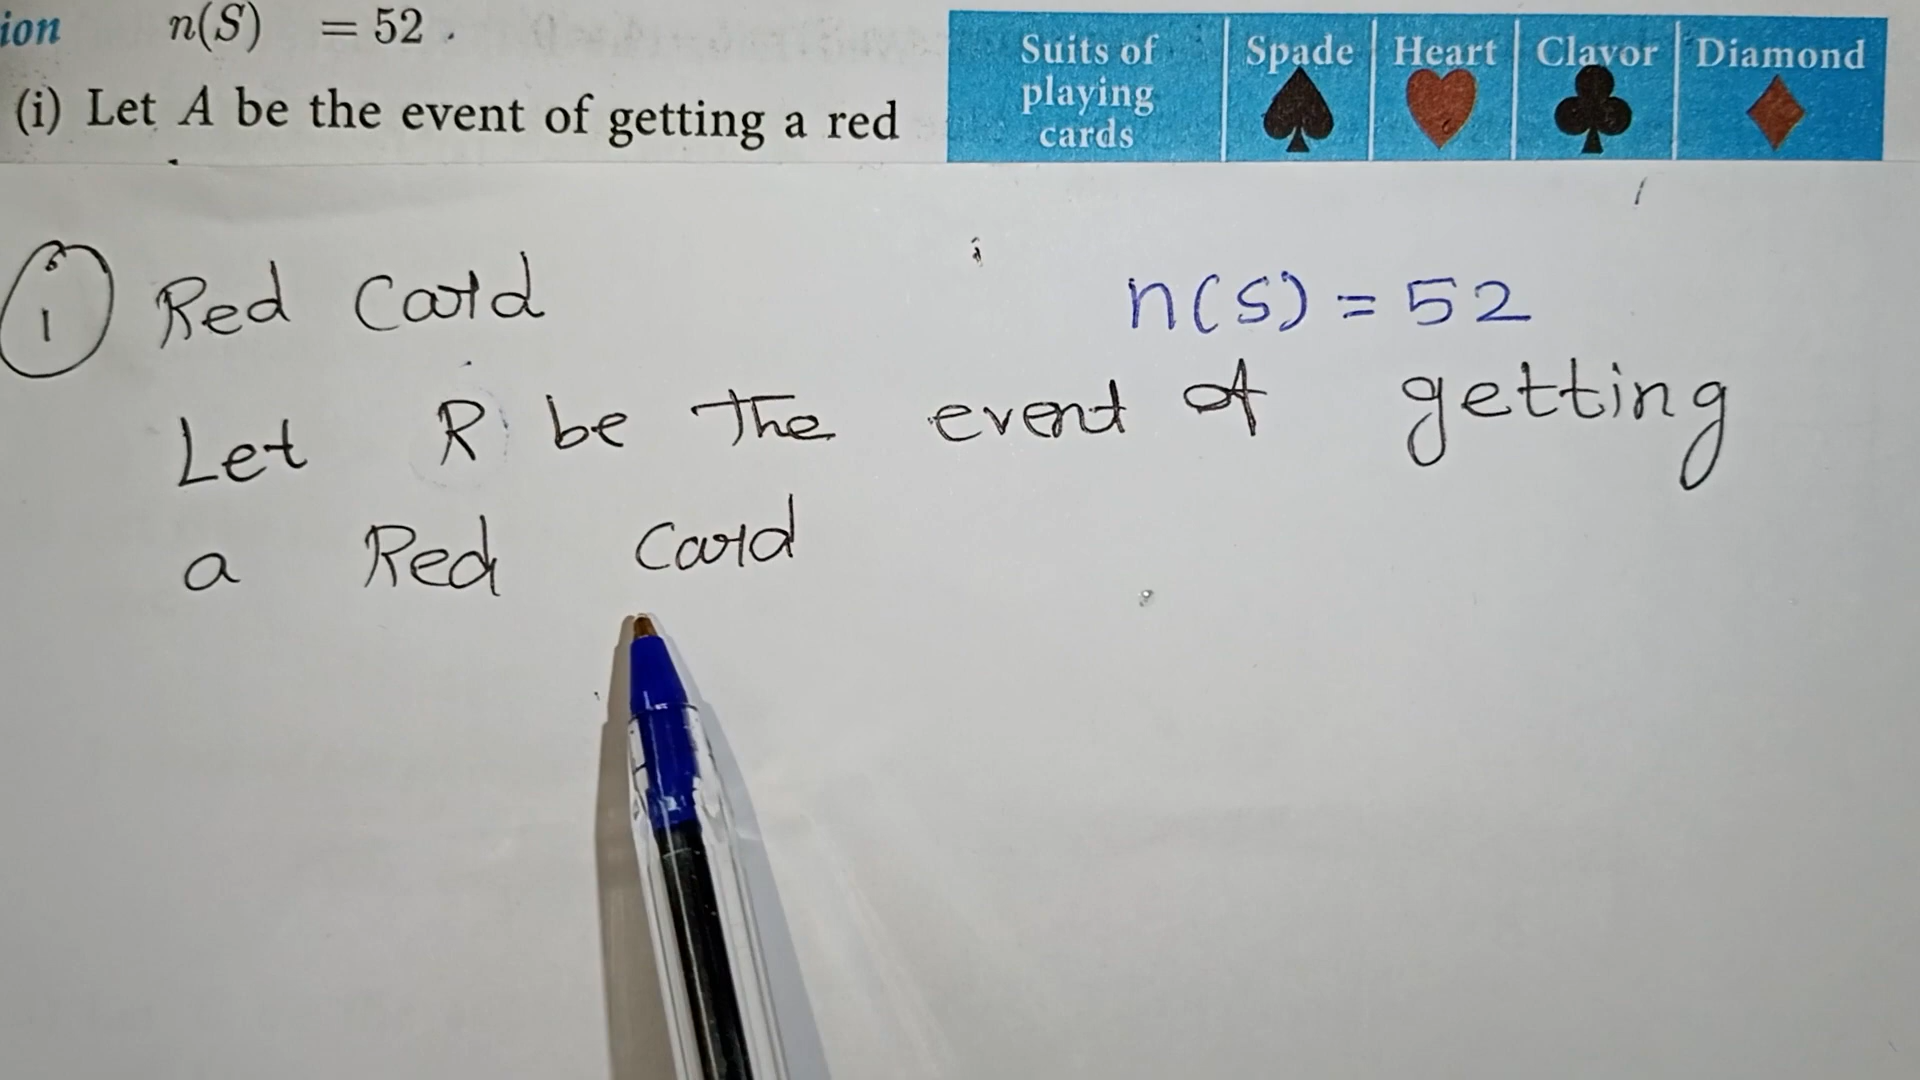 ion n(S) = 52 .
(i) Let A be the event of getting a red
Suits of playing cards
Spade Heart Clavor Diamond
(i) Red Card
n(S) = 52
Let R be the event of getting
a Red Card